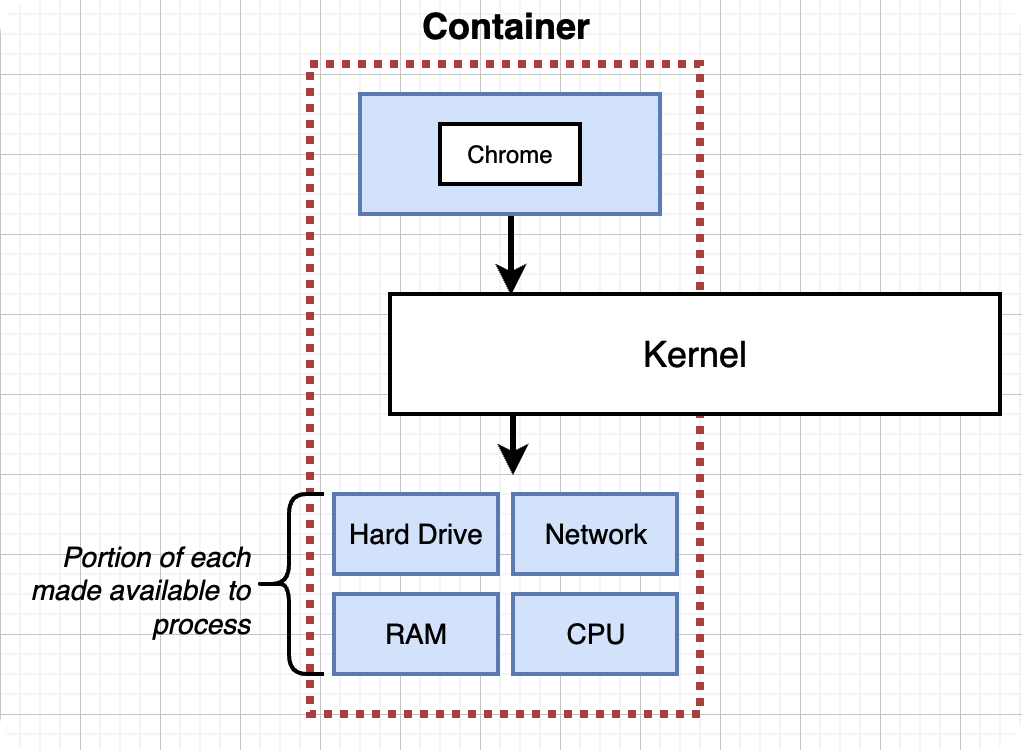 Container
Chrome
Kernel
Hard Drive
Network
Portion of each
made available to
process
RAM
CPU